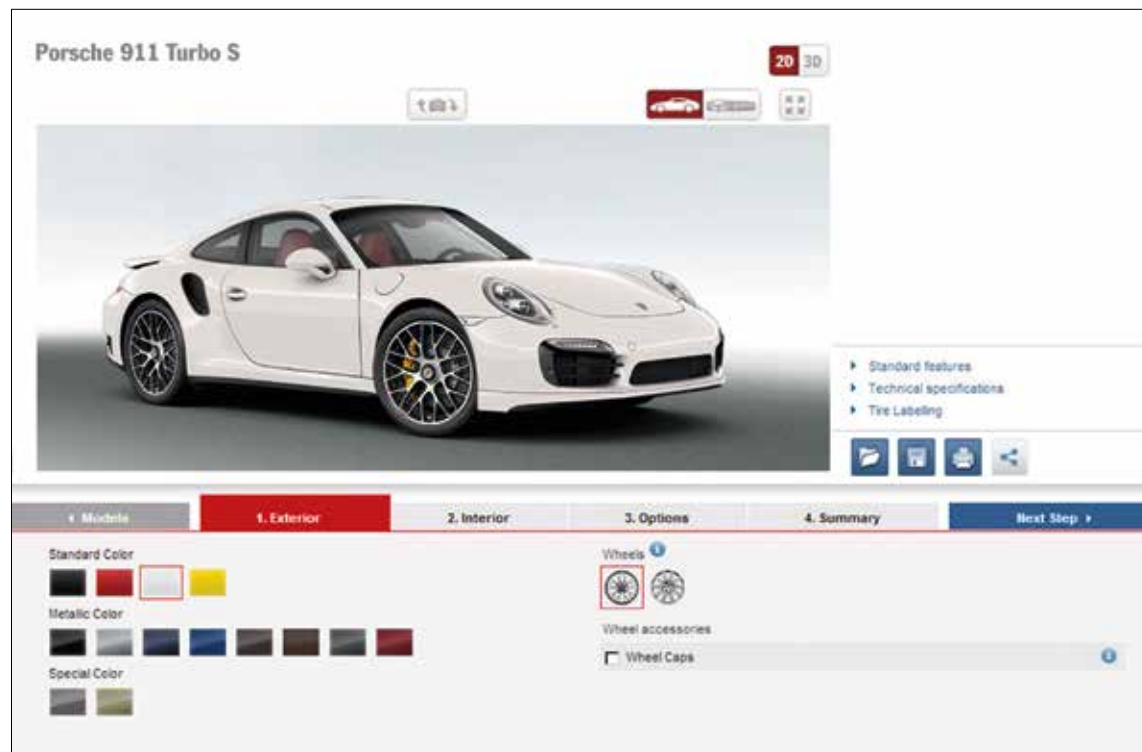 Porsche 911 Turbo S
2D 3D
Standard features
Technical specifications
Tire Labelling
Models
1. Exterior
2. Interior
3. Options
4. Summary
Next Step
Standard Color
Metallic Color
Special Color
Wheels
Wheel accessories
Wheel Caps